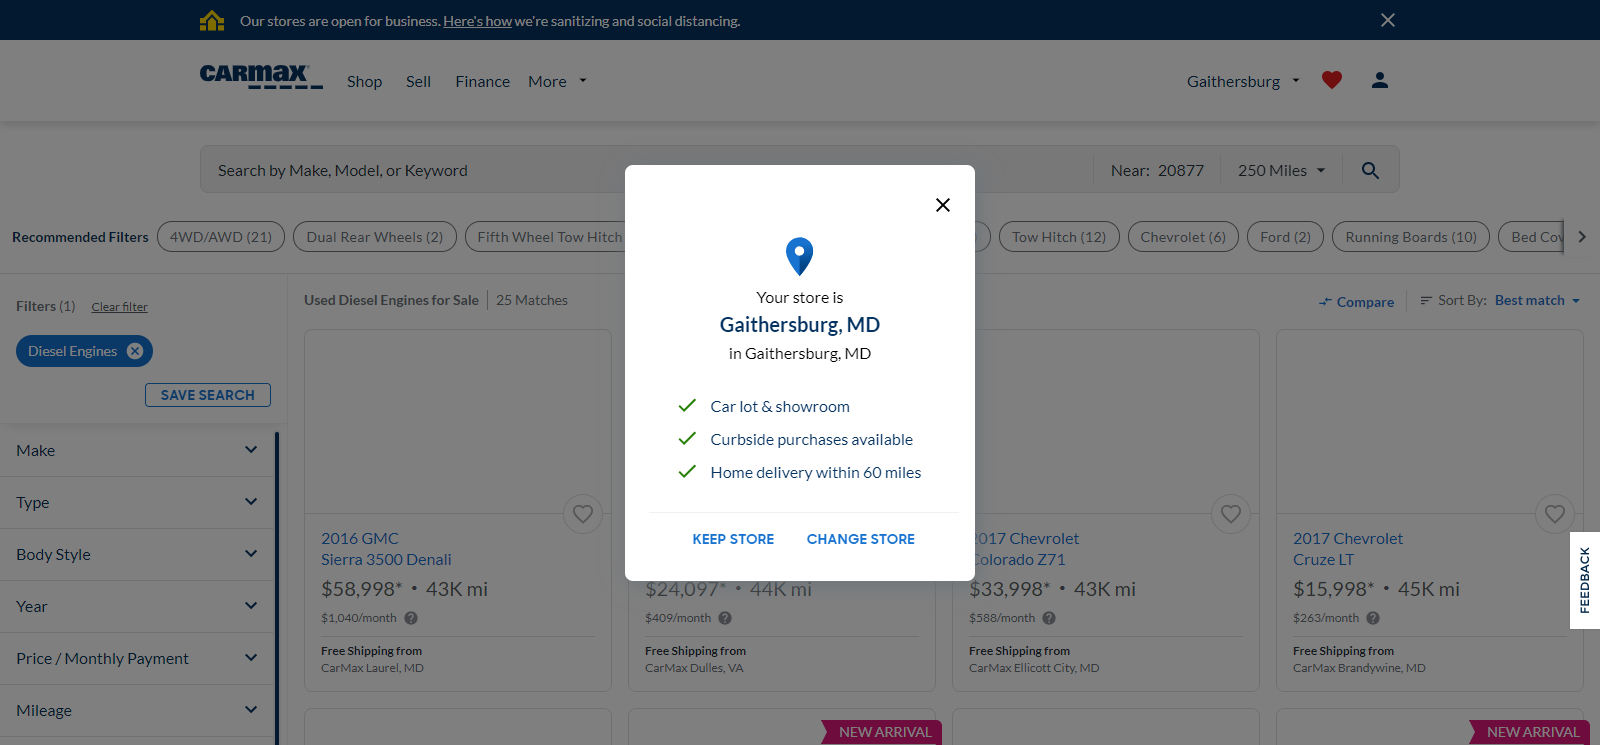 Our stores are open for business. Here's how we're sanitizing and social distancing.
CARMAX
Shop
Sell
Finance
More
Gaithersburg
Search by Make, Model, or Keyword
Near: 20877
250 Miles
Recommended Filters
4WD/AWD (21)
Dual Rear Wheels (2)
Fifth Wheel Tow Hitch
Tow Hitch (12)
Chevrolet (6)
Ford (2)
Running Boards (10)
Bed
Filters (1)
Clear filter
Diesel Engines
SAVE SEARCH
Make
Type
Body Style
Year
Price / Monthly Payment
Mileage
Used Diesel Engines for Sale
25 Matches
Compare
Sort By: Best match
Your store is
Gaithersburg, MD
in Gaithersburg, MD
Car lot & showroom
Curbside purchases available
Home delivery within 60 miles
KEEP STORE
CHANGE STORE
2016 GMC
Sierra 3500 Denali
$58,998* • 43K mi
$1,040/month
Free Shipping from
CarMax Laurel, MD
$24,097* • 44K mi
$409/month
Free Shipping from
CarMax Dulles, VA
2017 Chevrolet
Colorado Z71
$33,998* • 43K mi
$588/month
Free Shipping from
CarMax Ellicott City, MD
2017 Chevrolet
Cruze LT
$15,998* • 45K mi
$263/month
Free Shipping from
CarMax Brandywine, MD
NEW ARRIVAL
NEW ARRIVAL
FEEDBACK